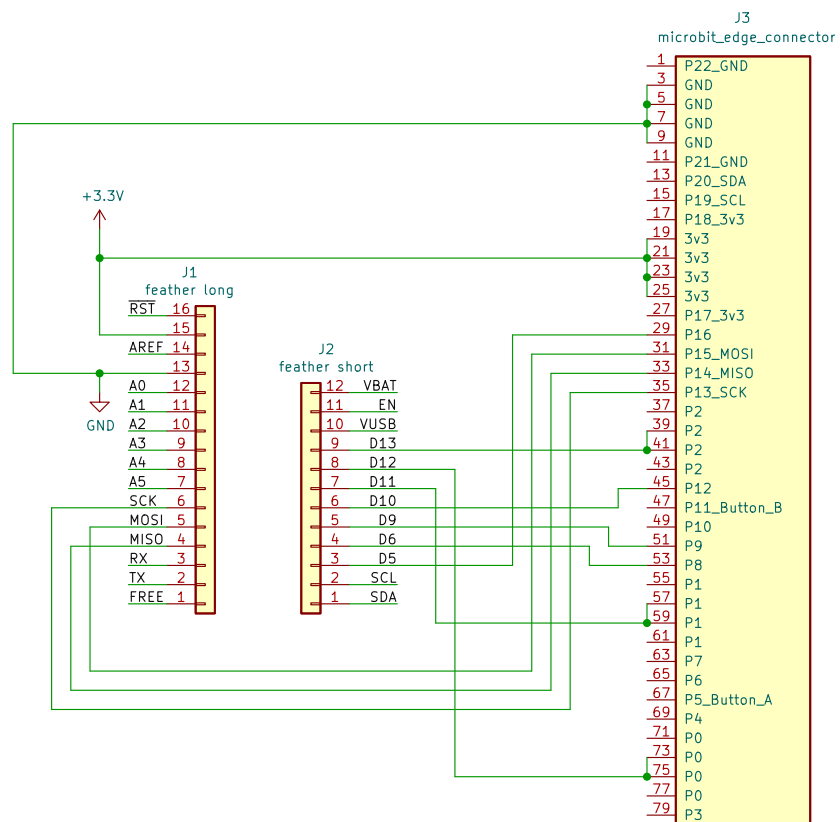 J3
microbit_edge_connector
1 P22_GND
3 GND
5 GND
7 GND
9 GND
11 P21_GND
13 P20_SDA
15 P19_SCL
17 P18_3v3
19 3v3
21 3v3
23 3v3
25 3v3
27 P17_3v3
29 P16
31 P15_MOSI
33 P14_MISO
35 P13_SCK
37 P2
39 P2
41 P2
43 P2
45 P12
47 P11_Button_B
49 P10
51 P9
53 P8
55 P1
57 P1
59 P1
61 P1
63 P7
65 P6
67 P5_Button_A
69 P4
71 P0
73 P0
75 P0
77 P0
79 P3
+3.3V
GND
J1
feather long
RST 16
15
AREF 14
13
A0 12
A1 11
A2 10
A3 9
A4 8
A5 7
SCK 6
MOSI 5
MISO 4
RX 3
TX 2
FREE 1
J2
feather short
12 VBAT
11 EN
10 VUSB
9 D13
8 D12
7 D11
6 D10
5 D9
4 D6
3 D5
2 SCL
1 SDA